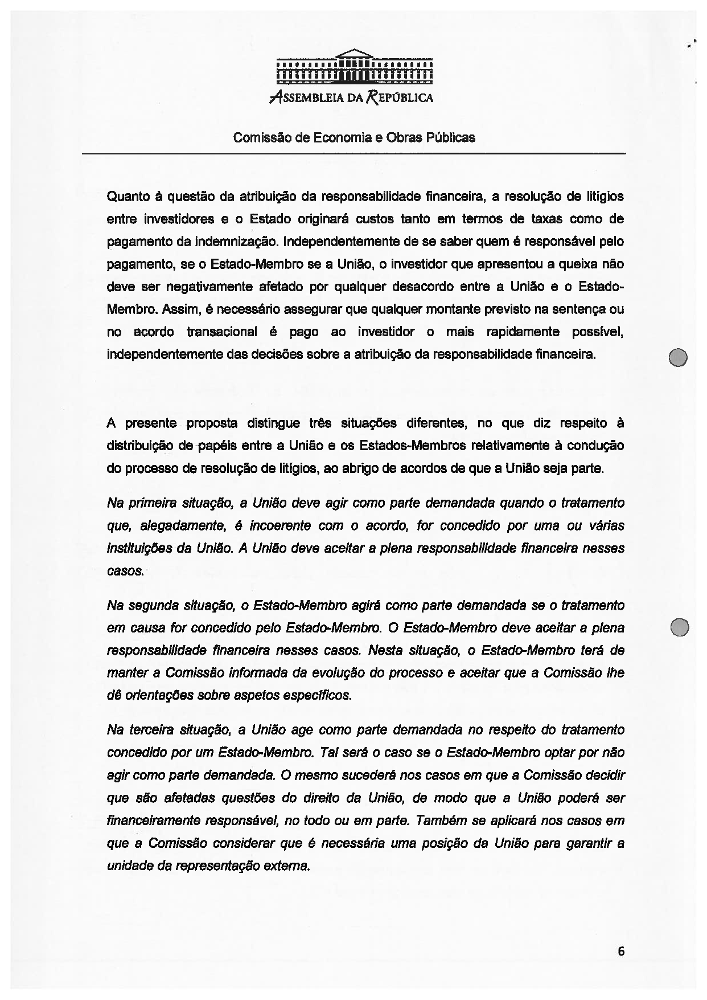 ASSEMBLEIA DA REPÚBLICA
Comissão de Economia e Obras Públicas
Quanto à questão da atribuição da responsabilidade financeira, a resolução de litígios
entre investidores e o Estado originará custos tanto em termos de taxas como de
pagamento da indemnização. Independentemente de se saber quem é responsável pelo
pagamento, se o Estado-Membro se a União, o investidor que apresentou a queixa não
deve ser negativamente afetado por qualquer desacordo entre a União e o Estado-
Membro. Assim, é necessário assegurar que qualquer montante previsto na sentença ou
no acordo transacional é pago ao investidor o mais rapidamente possível,
independentemente das decisões sobre a atribuição da responsabilidade financeira.
A presente proposta distingue três situações diferentes, no que diz respeito à
distribuição de papéis entre a União e os Estados-Membros relativamente à condução
do processo de resolução de litígios, ao abrigo de acordos de que a União seja parte.
Na primeira situação, a União deve agir como parte demandada quando o tratamento
que, alegadamente, é incoerente com o acordo, for concedido por uma ou várias
instituições da União. A União deve aceitar a plena responsabilidade financeira nesses
casos.
Na segunda situação, o Estado-Membro agirá como parte demandada se o tratamento
em causa for concedido pelo Estado-Membro. O Estado-Membro deve aceitar a plena
responsabilidade financeira nesses casos. Nesta situação, o Estado-Membro terá de
manter a Comissão informada da evolução do processo e aceitar que a Comissão lhe
dê orientações sobre aspetos específicos.
Na terceira situação, a União age como parte demandada no respeito do tratamento
concedido por um Estado-Membro. Tal será o caso se o Estado-Membro optar por não
agir como parte demandada. O mesmo sucederá nos casos em que a Comissão decidir
que são afetadas questões do direito da União, de modo que a União poderá ser
financeiramente responsável, no todo ou em parte. Também se aplicará nos casos em
que a Comissão considerar que é necessária uma posição da União para garantir a
unidade da representação externa.
6